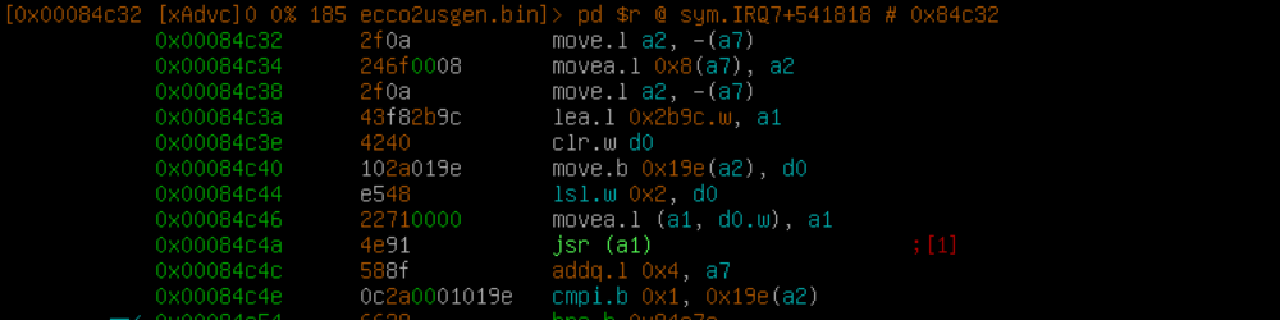 [0x00084c32 [xAdvc]0 0% 185 ecco2usgen.bin]> pd $r @ sym.IRQ7+541818 # 0x84c32
0x00084c32 2f0a move.l a2, -(a7)
0x00084c34 246f0008 movea.l 0x8(a7), a2
0x00084c38 2f0a move.l a2, -(a7)
0x00084c3a 43f82b9c lea.l 0x2b9c.w, a1
0x00084c3e 4240 clr.w d0
0x00084c40 102a019e move.b 0x19e(a2), d0
0x00084c44 e548 lsl.w 0x2, d0
0x00084c46 22710000 movea.l (a1, d0.w), a1
0x00084c4a 4e91 jsr (a1) ;[1]
0x00084c4c 588f addq.l 0x4, a7
0x00084c4e 0c2a0001019e cmpi.b 0x1, 0x19e(a2)